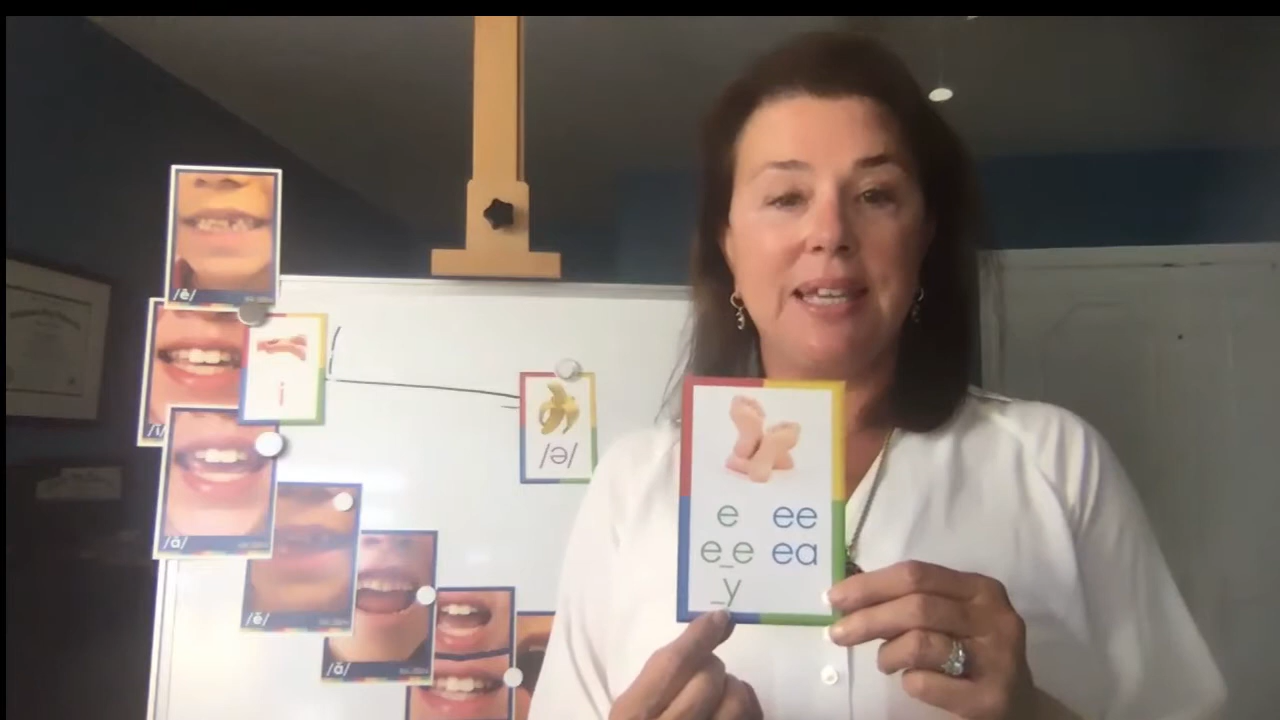 /ē/
i
/ə/
/ā/
/ĕ/
/ă/
e ee
e_e ea
_y